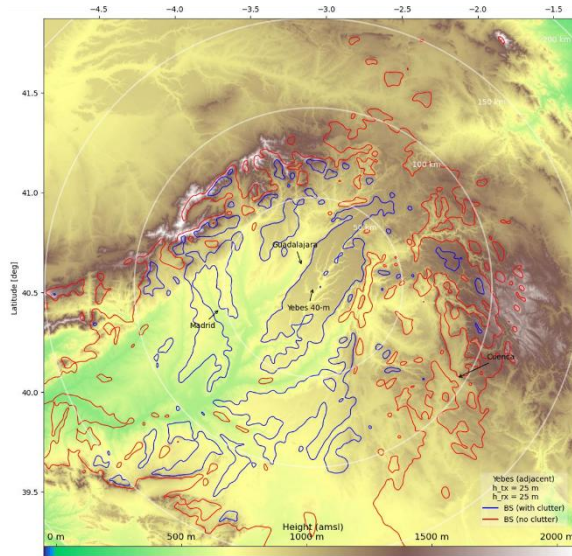 −4.5 −4.0 −3.5 −3.0 −2.5 −2.0 −1.5
200 km
150 km
100 km
41.5
41.0
40.5
40.0
39.5
Latitude [deg]
Guadalajara
Yebes 40-m
Madrid
Cuenca
Yebes (adjacent)
h_tx = 25 m
h_rx = 25 m
BS (with clutter)
BS (no clutter)
Height (amsl)
0 m 500 m 1000 m 1500 m 2000 m